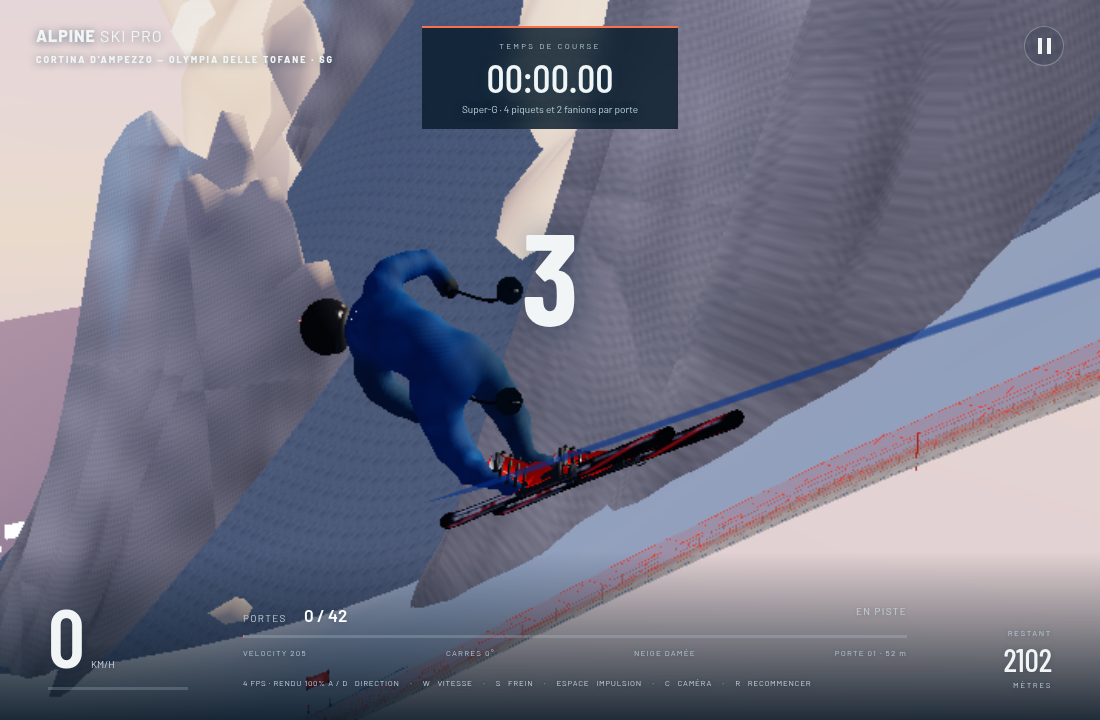 ALPINE SKI PRO
CORTINA D'AMPEZZO — OLYMPIA DELLE TOFANE · SG
TEMPS DE COURSE
00:00.00
Super-G · 4 piquets et 2 fanions par porte
3
0 KM/H
PORTES 0 / 42
EN PISTE
VELOCITY 205 CARRES 0° NEIGE DAMÉE PORTE 01 · 52 m
4 FPS · RENDU 100% A / D DIRECTION · W VITESSE · S FREIN · ESPACE IMPULSION · C CAMÉRA · R RECOMMENCER
RESTANT
2102
MÈTRES